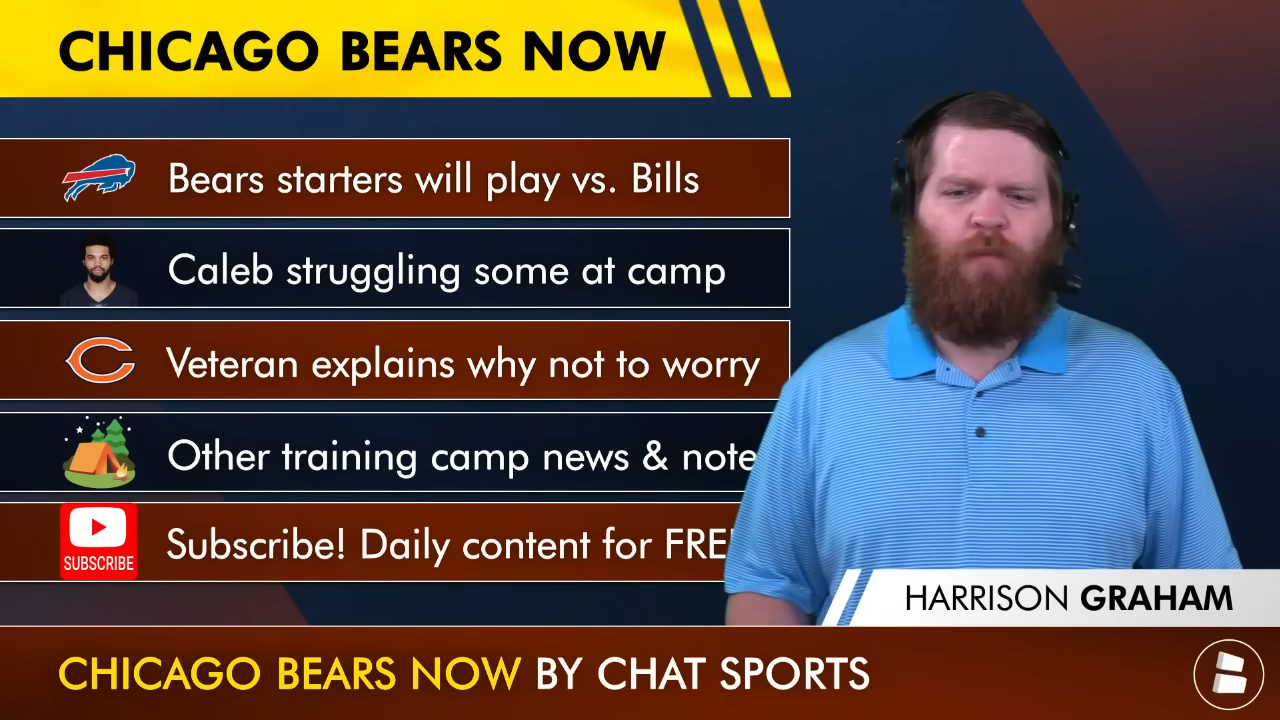 CHICAGO BEARS NOW
Bears starters will play vs. Bills
Caleb struggling some at camp
Veteran explains why not to worry
Other training camp news & note
SUBSCRIBE
Subscribe! Daily content for FRE
HARRISON GRAHAM
CHICAGO BEARS NOW BY CHAT SPORTS